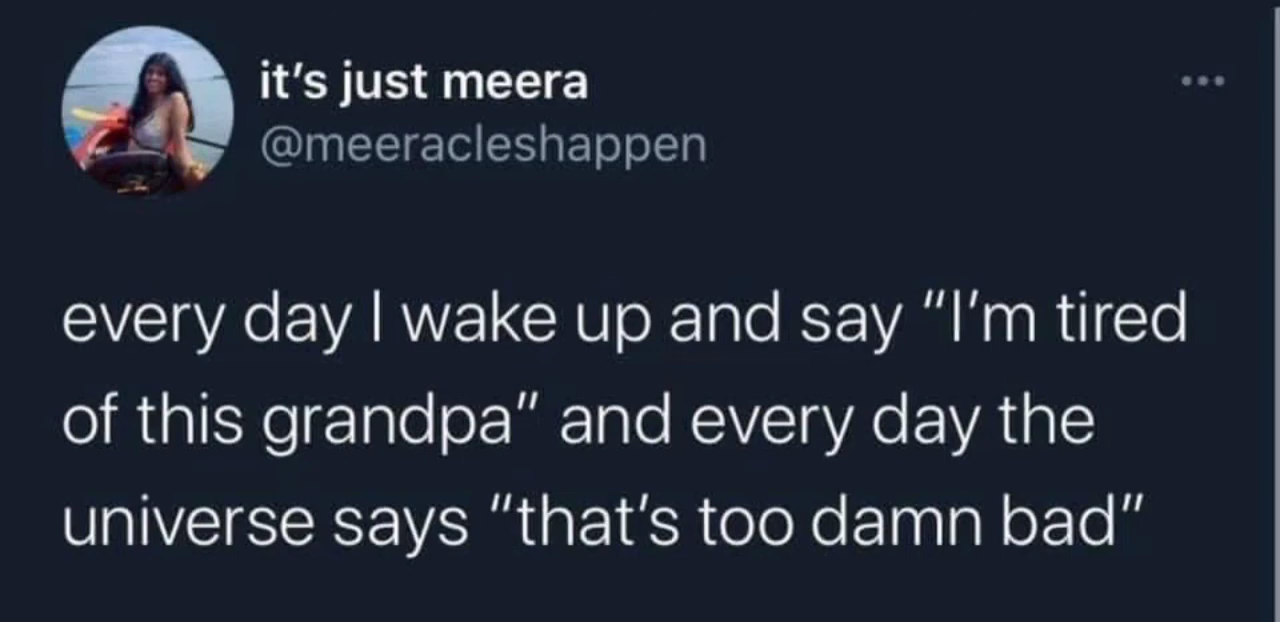 it's just meera
@meeracleshappen
every day I wake up and say "I'm tired
of this grandpa" and every day the
universe says "that's too damn bad"